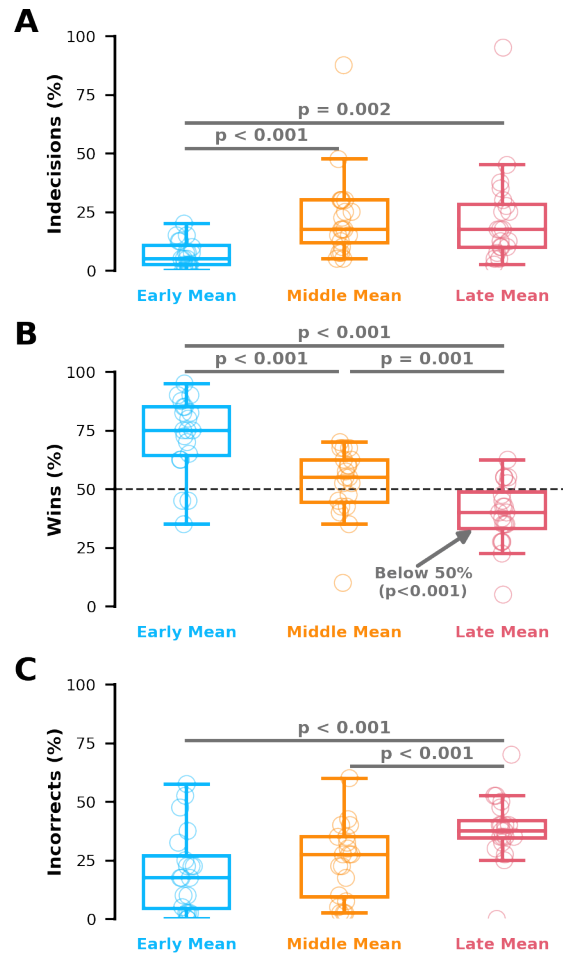 A
Indecisions (%)
100
75
50
25
0
p = 0.002
p < 0.001
Early Mean
Middle Mean
Late Mean
B
Wins (%)
100
75
50
25
0
p < 0.001
p < 0.001
p = 0.001
Below 50%
(p<0.001)
Early Mean
Middle Mean
Late Mean
C
Incorrects (%)
100
75
50
25
0
p < 0.001
p < 0.001
Early Mean
Middle Mean
Late Mean